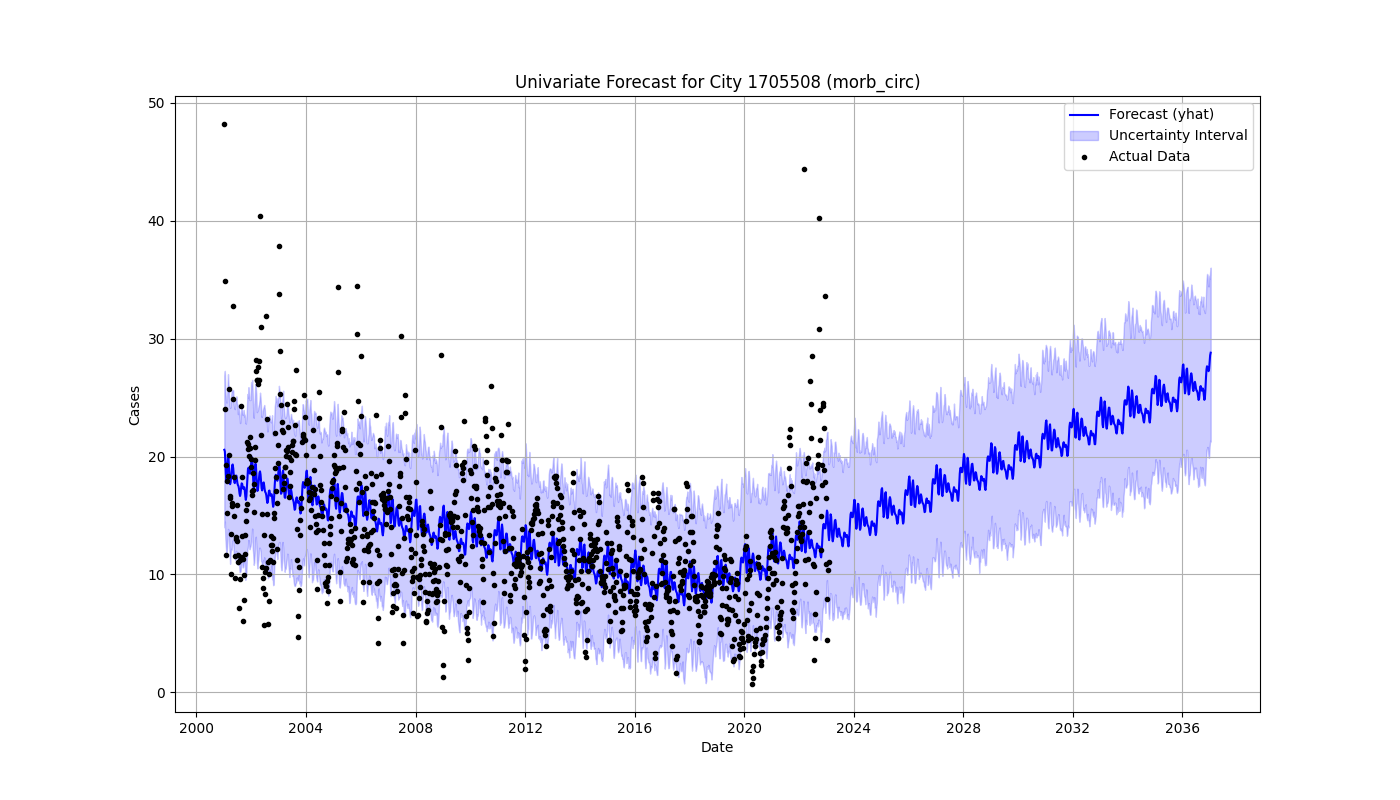 Univariate Forecast for City 1705508 (morb_circ)
50
40
30
20
10
0
Cases
2000 2004 2008 2012 2016 2020 2024 2028 2032 2036
Date
Forecast (yhat)
Uncertainty Interval
Actual Data